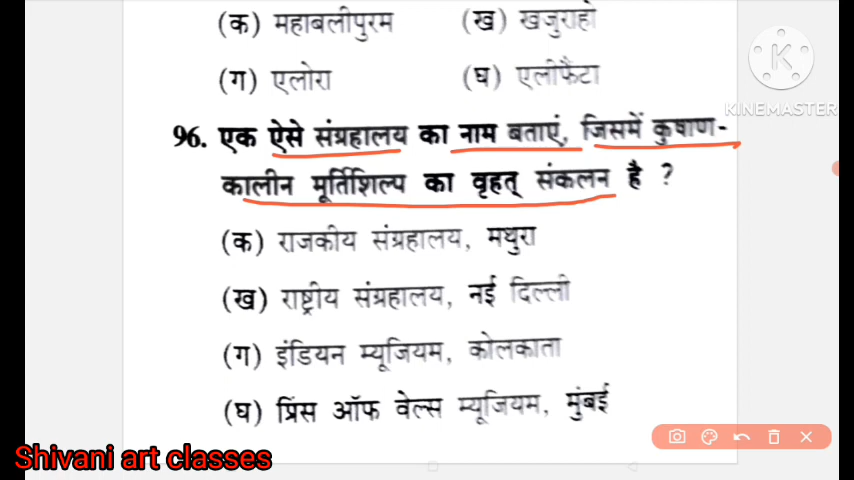 (क) महाबलीपुरम (ख) खजुराहो
(ग) एलोरा (घ) एलीफैंटा
K
KINEMASTER
96. एक ऐसे संग्रहालय का नाम बताएं, जिसमें कुषाण-
कालीन मूर्तिशिल्प का वृहत् संकलन है ?
(क) राजकीय संग्रहालय, मथुरा
(ख) राष्ट्रीय संग्रहालय, नई दिल्ली
(ग) इंडियन म्यूजियम, कोलकाता
(घ) प्रिंस ऑफ वेल्स म्यूजियम, मुंबई
Shivani art classes